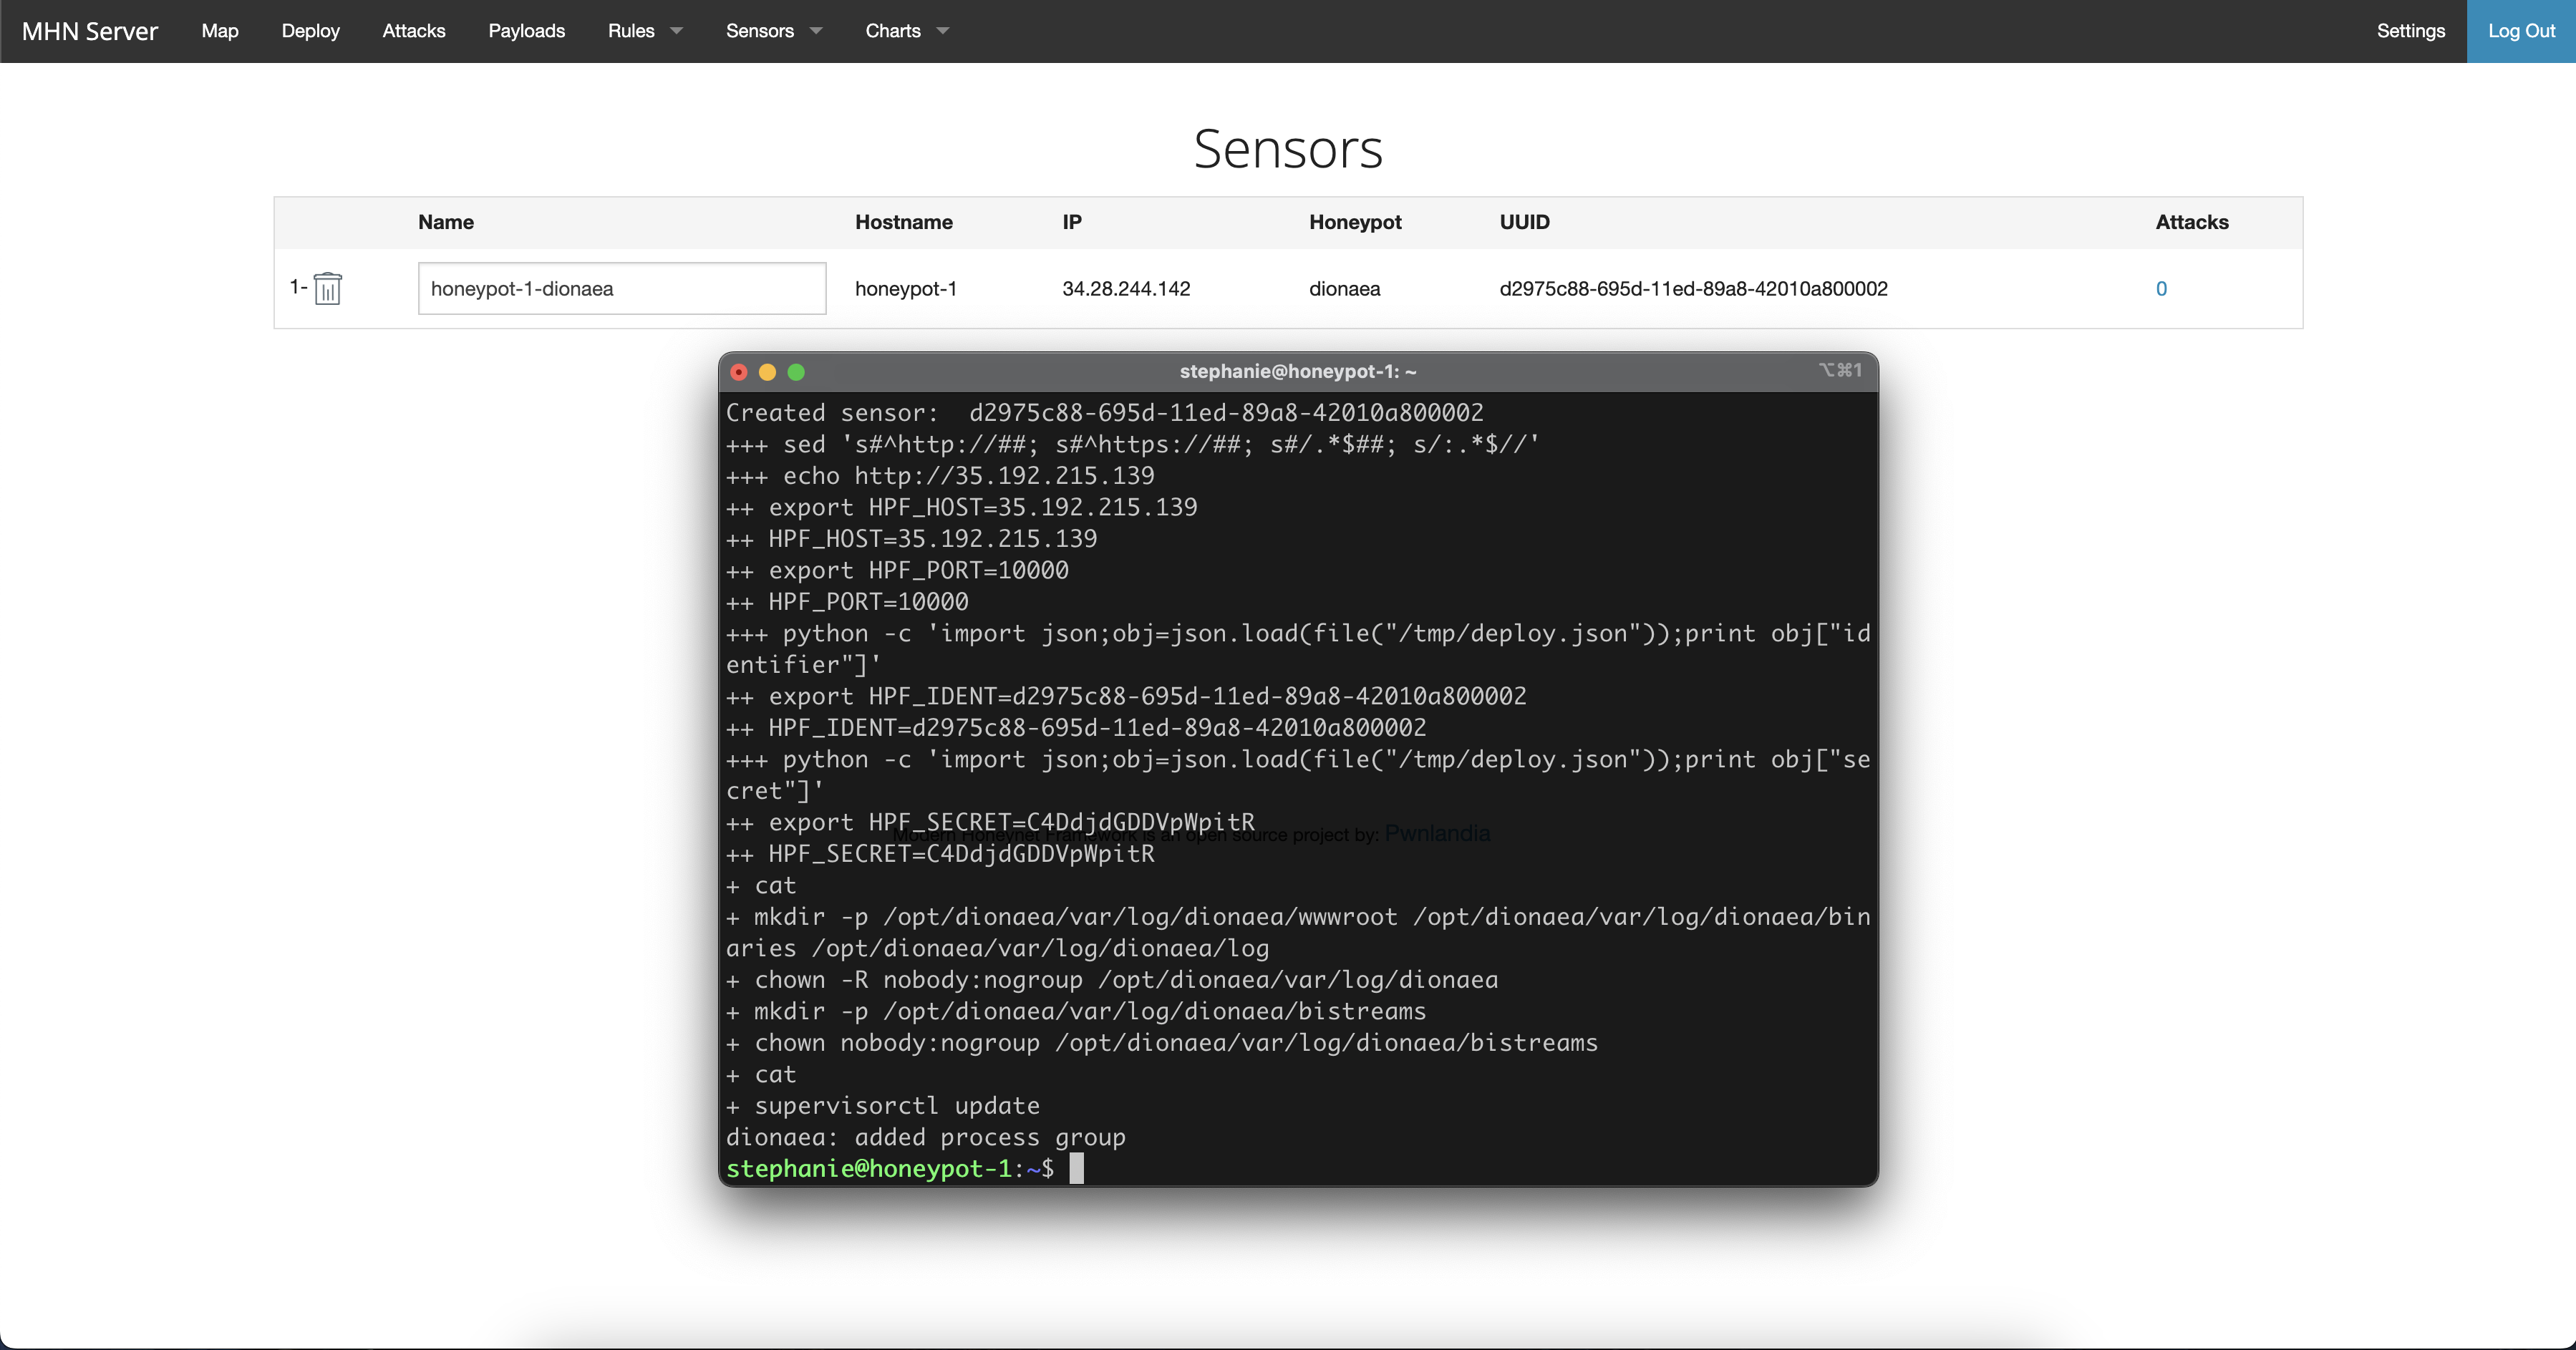 MHN Server Map Deploy Attacks Payloads Rules Sensors Charts Settings Log Out
Sensors
Name Hostname IP Honeypot UUID Attacks
1- honeypot-1-dionaea honeypot-1 34.28.244.142 dionaea d2975c88-695d-11ed-89a8-42010a800002 0
stephanie@honeypot-1: ~ ⌥⌘1
Created sensor:  d2975c88-695d-11ed-89a8-42010a800002
+++ sed 's#^http://##; s#^https://##; s#/.*$##; s/:.*$//'
+++ echo http://35.192.215.139
++ export HPF_HOST=35.192.215.139
++ HPF_HOST=35.192.215.139
++ export HPF_PORT=10000
++ HPF_PORT=10000
+++ python -c 'import json;obj=json.load(file("/tmp/deploy.json"));print obj["id
entifier"]'
++ export HPF_IDENT=d2975c88-695d-11ed-89a8-42010a800002
++ HPF_IDENT=d2975c88-695d-11ed-89a8-42010a800002
+++ python -c 'import json;obj=json.load(file("/tmp/deploy.json"));print obj["se
cret"]'
++ export HPF_SECRET=C4DdjdGDDVpWpitR
Modern Honeynet Framework is an open source project by: Pwnlandia
++ HPF_SECRET=C4DdjdGDDVpWpitR
+ cat
+ mkdir -p /opt/dionaea/var/log/dionaea/wwwroot /opt/dionaea/var/log/dionaea/bin
aries /opt/dionaea/var/log/dionaea/log
+ chown -R nobody:nogroup /opt/dionaea/var/log/dionaea
+ mkdir -p /opt/dionaea/var/log/dionaea/bistreams
+ chown nobody:nogroup /opt/dionaea/var/log/dionaea/bistreams
+ cat
+ supervisorctl update
dionaea: added process group
stephanie@honeypot-1:~$